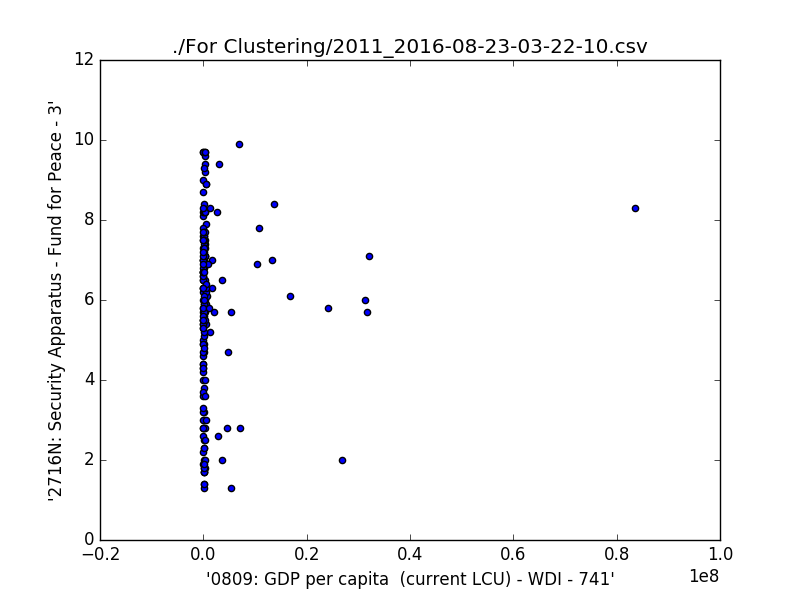 ./For Clustering/2011_2016-08-23-03-22-10.csv
12
10
8
6
4
2
0
'2716N: Security Apparatus - Fund for Peace - 3'
−0.2 0.0 0.2 0.4 0.6 0.8 1.0
1e8
'0809: GDP per capita  (current LCU) - WDI - 741'